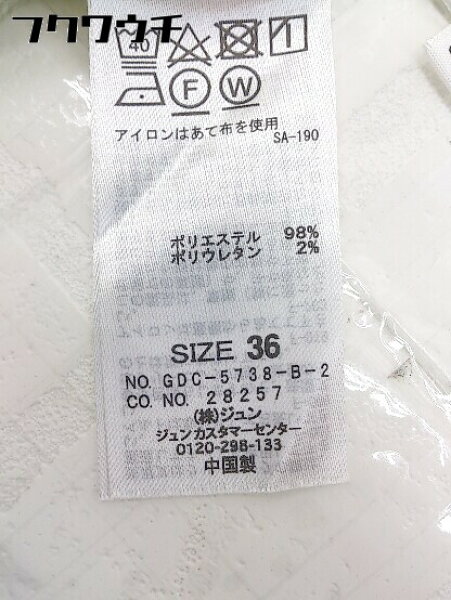 フクワウチ
40
F W
アイロンはあて布を使用
SA-190
ポリエステル 98%
ポリウレタン 2%
SIZE 36
NO. GDC-5738-B-2
CO. NO. 28257
(株)ジュン
ジュンカスタマーセンター
0120-298-133
中国製